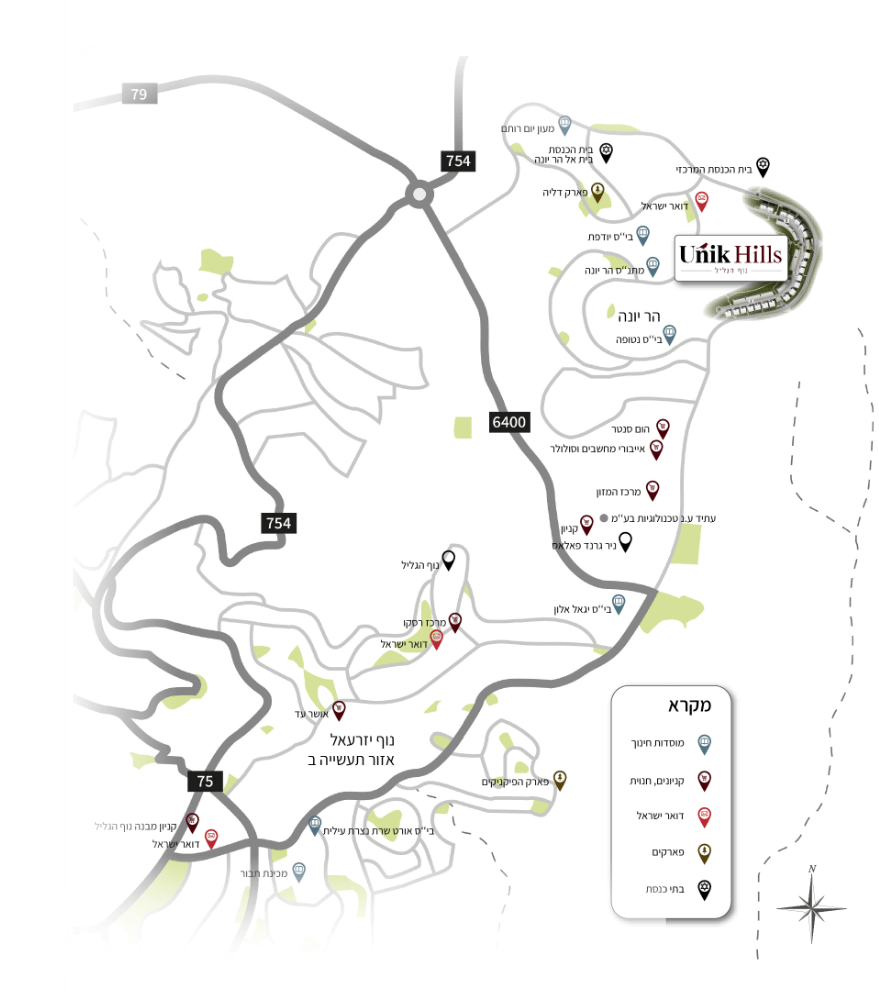 79
754
מעון יום רותם
בית הכנסת
בית אל הר יונה
בית הכנסת המרכזי
פארק דליה
דואר ישראל
בי''ס יודפת
Unik Hills
נוף הגליל
מתנ''ס הר יונה
הר יונה
בי''ס נטופה
6400
הום סנטר
אייבורי מחשבים וסלולר
מרכז המזון
754
עתיד ע.נ טכנולוגיות בע''מ
קניון
ניר גרנד פאלאס
נוף הגליל
בי''ס יגאל אלון
מרכז רסקו
דואר ישראל
אושר עד
נוף יזרעאל
אזור תעשייה ב
75
פארק הפיקניקים
קניון מבנה נוף הגליל
דואר ישראל
בי''ס אורט שרת נצרת עילית
מכינת תבור
מקרא
מוסדות חינוך
קניונים, חנויות
דואר ישראל
פארקים
בתי כנסת
N